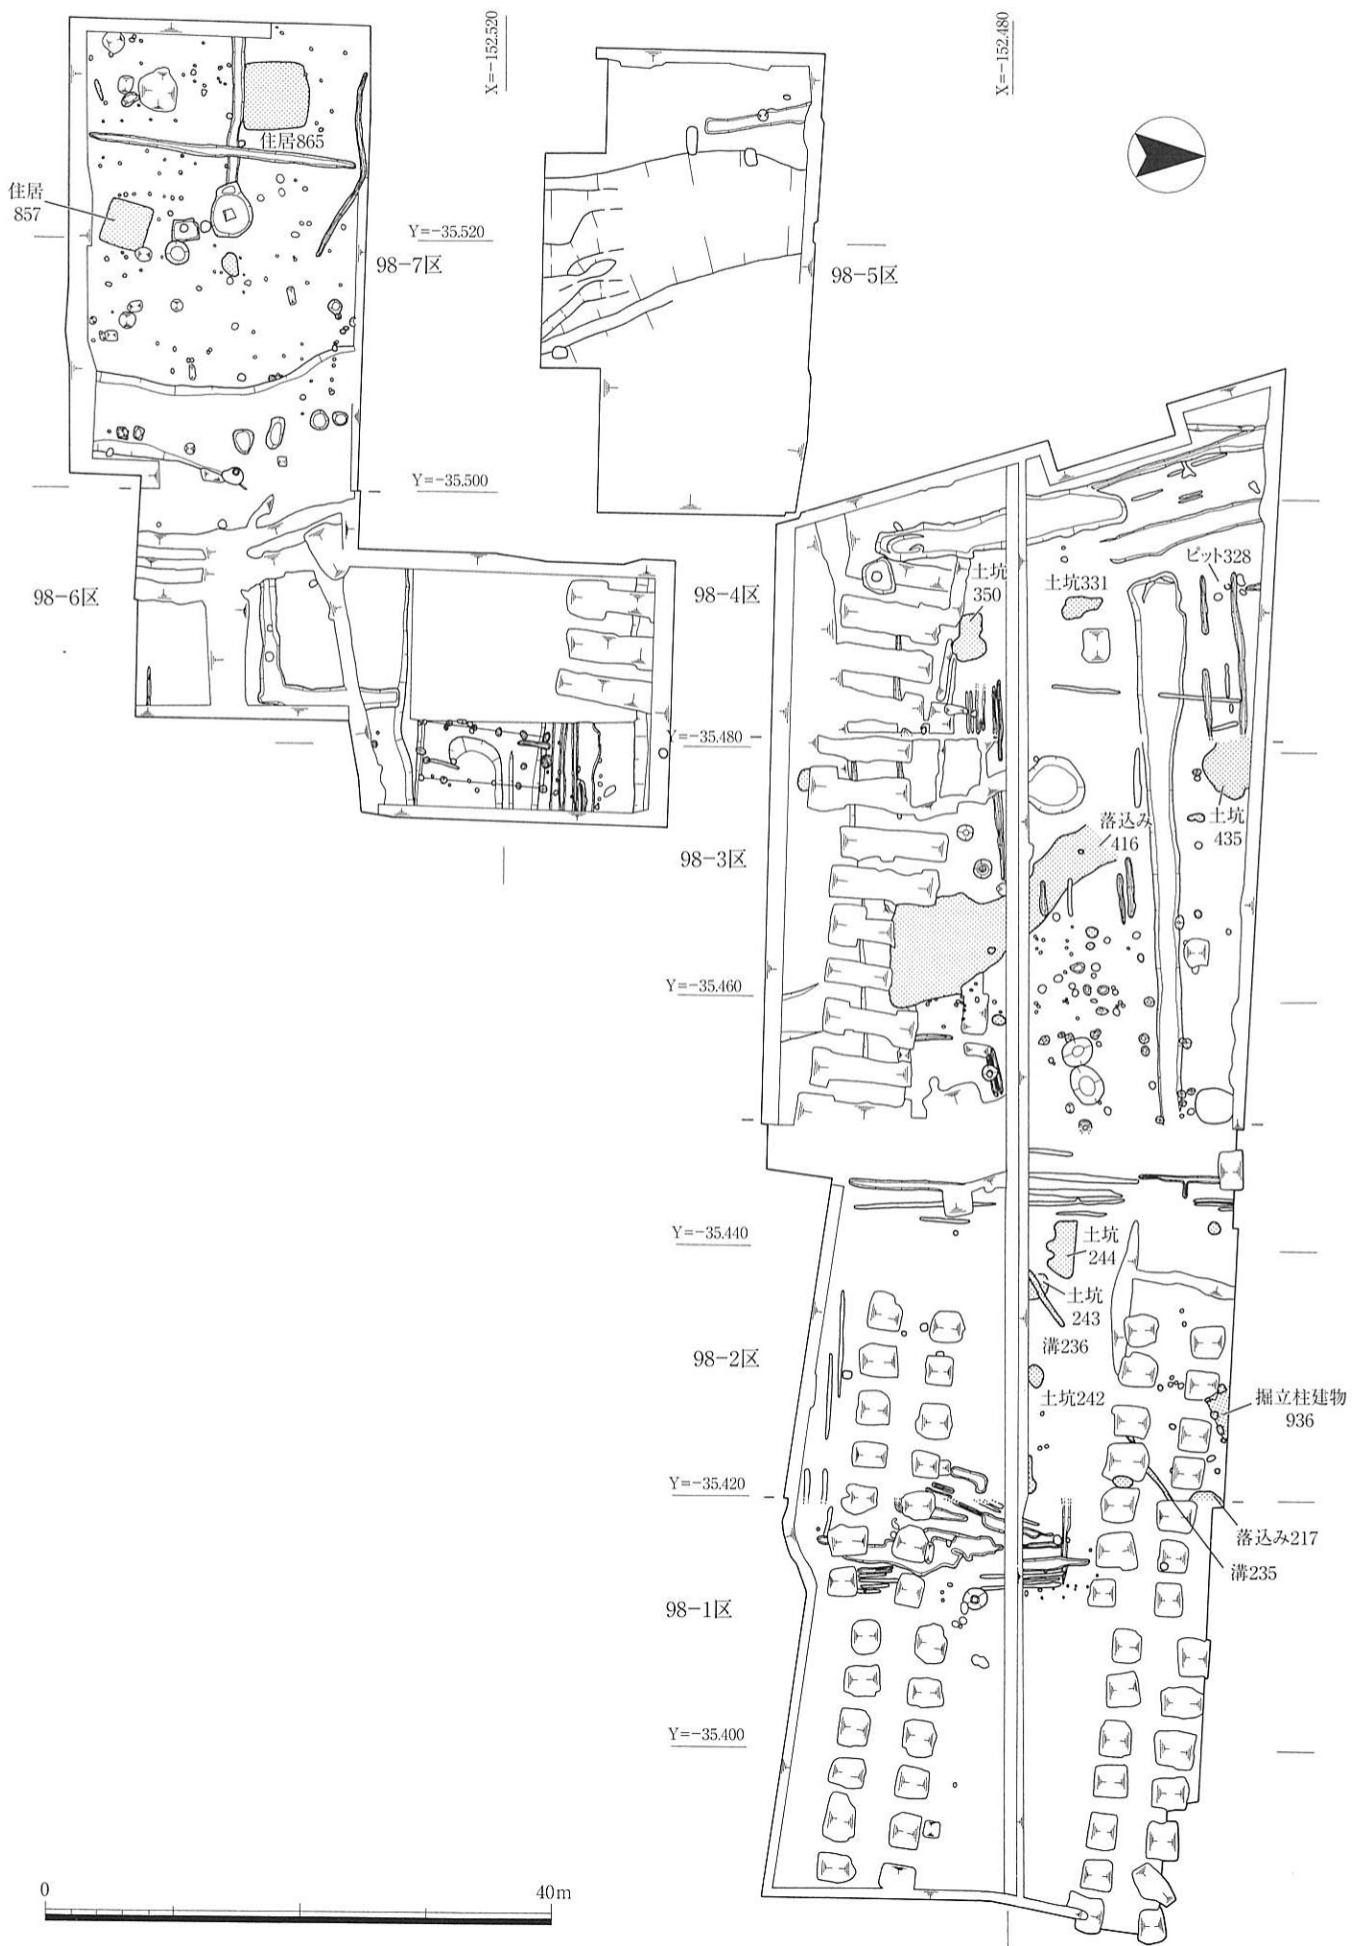 X=-152.520
X=-152.480
住居865
住居
857
Y=-35.520
98-7区
98-5区
Y=-35.500
98-6区
98-4区
土坑
350
土坑331
ピット328
Y=-35.480
98-3区
落込み
416
土坑
435
Y=-35.460
Y=-35.440
土坑
244
土坑
243
溝236
98-2区
土坑242
掘立柱建物
936
Y=-35.420
落込み217
溝235
98-1区
Y=-35.400
0
40m